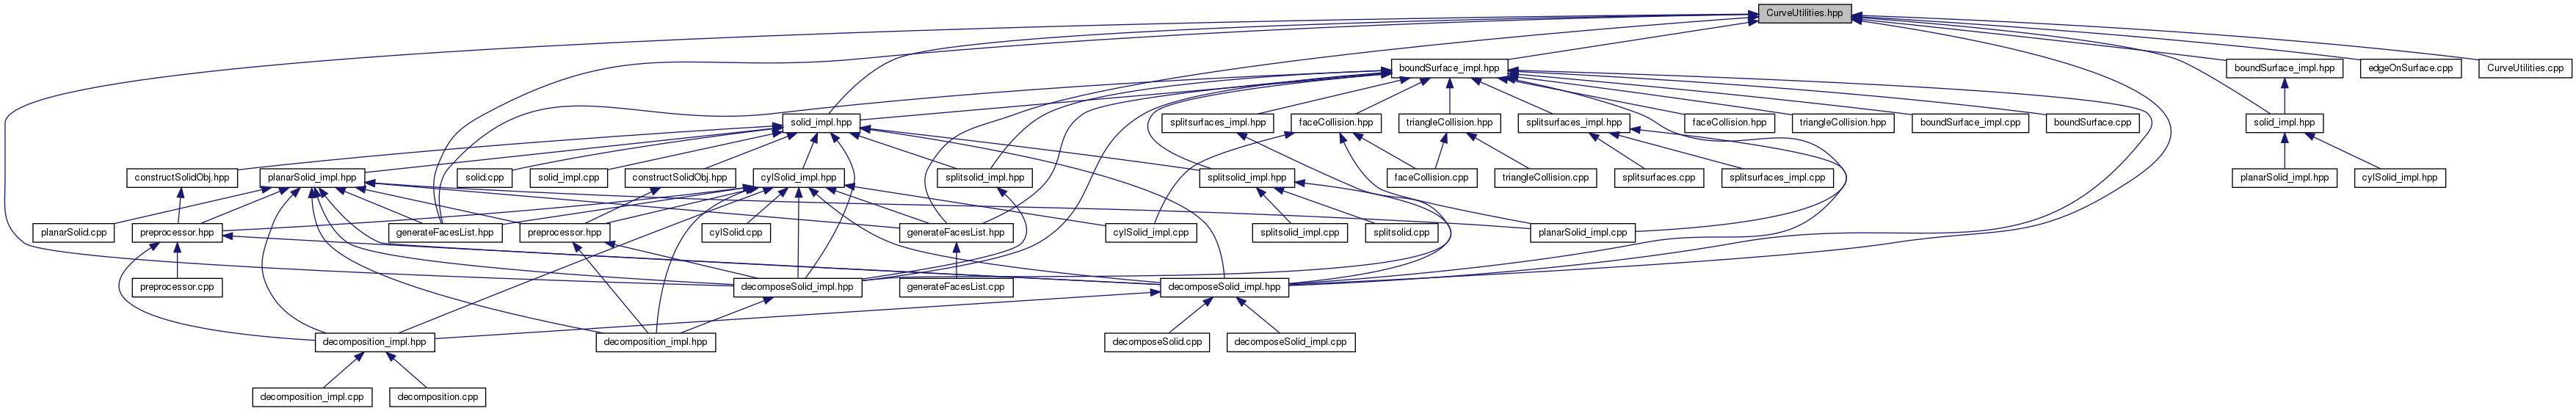 CurveUtilities.hpp
boundSurface_impl.hpp
boundSurface_impl.hpp
edgeOnSurface.cpp
CurveUtilities.cpp
solid_impl.hpp
splitsurfaces_impl.hpp
faceCollision.hpp
triangleCollision.hpp
splitsurfaces_impl.hpp
faceCollision.hpp
triangleCollision.hpp
boundSurface_impl.cpp
boundSurface.cpp
solid_impl.hpp
constructSolidObj.hpp
planarSolid_impl.hpp
solid.cpp
solid_impl.cpp
constructSolidObj.hpp
cylSolid_impl.hpp
splitsolid_impl.hpp
splitsolid_impl.hpp
faceCollision.cpp
triangleCollision.cpp
splitsurfaces.cpp
splitsurfaces_impl.cpp
planarSolid_impl.hpp
cylSolid_impl.hpp
planarSolid.cpp
preprocessor.hpp
generateFacesList.hpp
preprocessor.hpp
cylSolid.cpp
generateFacesList.hpp
cylSolid_impl.cpp
splitsolid_impl.cpp
splitsolid.cpp
planarSolid_impl.cpp
preprocessor.cpp
decomposeSolid_impl.hpp
generateFacesList.cpp
decomposeSolid_impl.hpp
decomposition_impl.hpp
decomposition_impl.hpp
decomposeSolid.cpp
decomposeSolid_impl.cpp
decomposition_impl.cpp
decomposition.cpp